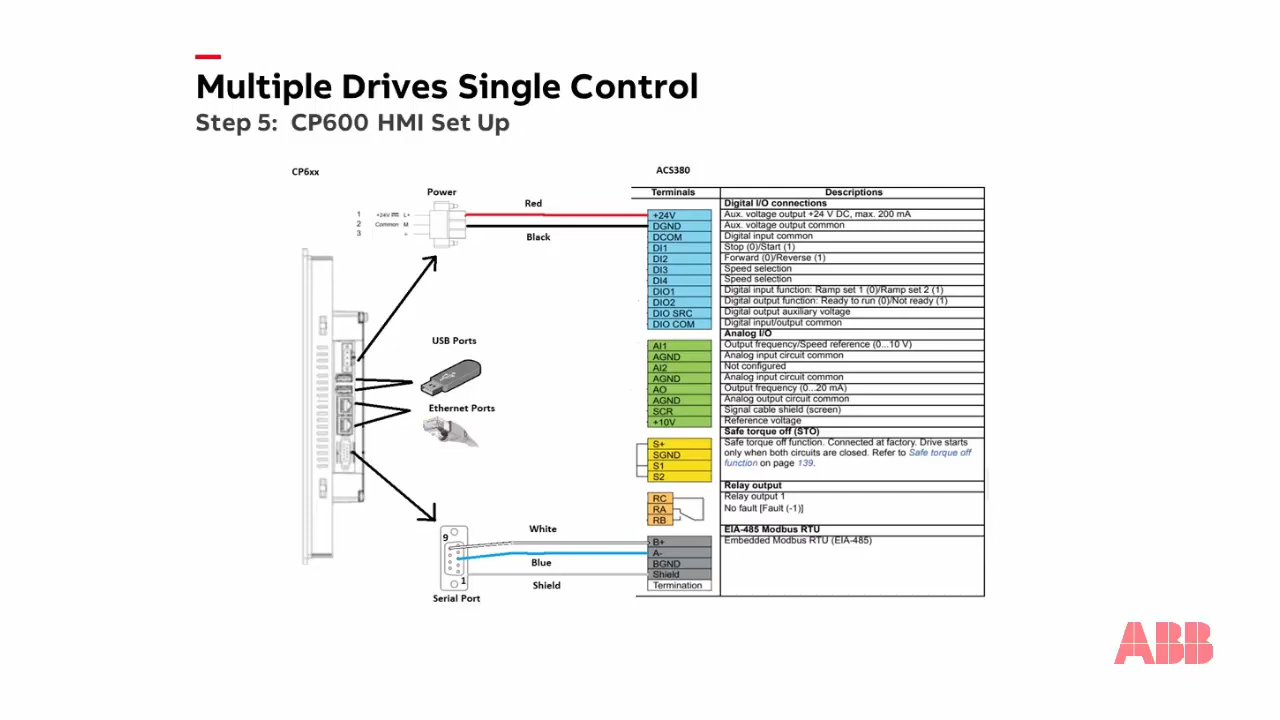 Multiple Drives Single Control
Step 5: CP600 HMI Set Up
CP6xx
ACS380
Power
1 +24V L+
2 Common M
3
Red
Black
Terminals Descriptions
Digital I/O connections
+24V Aux. voltage output +24 V DC, max. 200 mA
DGND Aux. voltage output common
DCOM Digital input common
DI1 Stop (0)/Start (1)
DI2 Forward (0)/Reverse (1)
DI3 Speed selection
DI4 Speed selection
DIO1 Digital input function: Ramp set 1 (0)/Ramp set 2 (1)
DIO2 Digital output function: Ready to run (0)/Not ready (1)
DIO SRC Digital output auxiliary voltage
DIO COM Digital input/output common
Analog I/O
AI1 Output frequency/Speed reference (0...10 V)
AGND Analog input circuit common
AI2 Not configured
AGND Analog input circuit common
AO Output frequency (0...20 mA)
AGND Analog output circuit common
SCR Signal cable shield (screen)
+10V Reference voltage
Safe torque off (STO)
S+ Safe torque off function. Connected at factory. Drive starts
SGND only when both circuits are closed. Refer to Safe torque off
S1 function on page 139.
S2
Relay output
RC Relay output 1
RA No fault [Fault (-1)]
RB
EIA-485 Modbus RTU
B+ Embedded Modbus RTU (EIA-485)
A-
BGND
Shield
Termination
USB Ports
Ethernet Ports
9
1
White
Blue
Shield
Serial Port
ABB